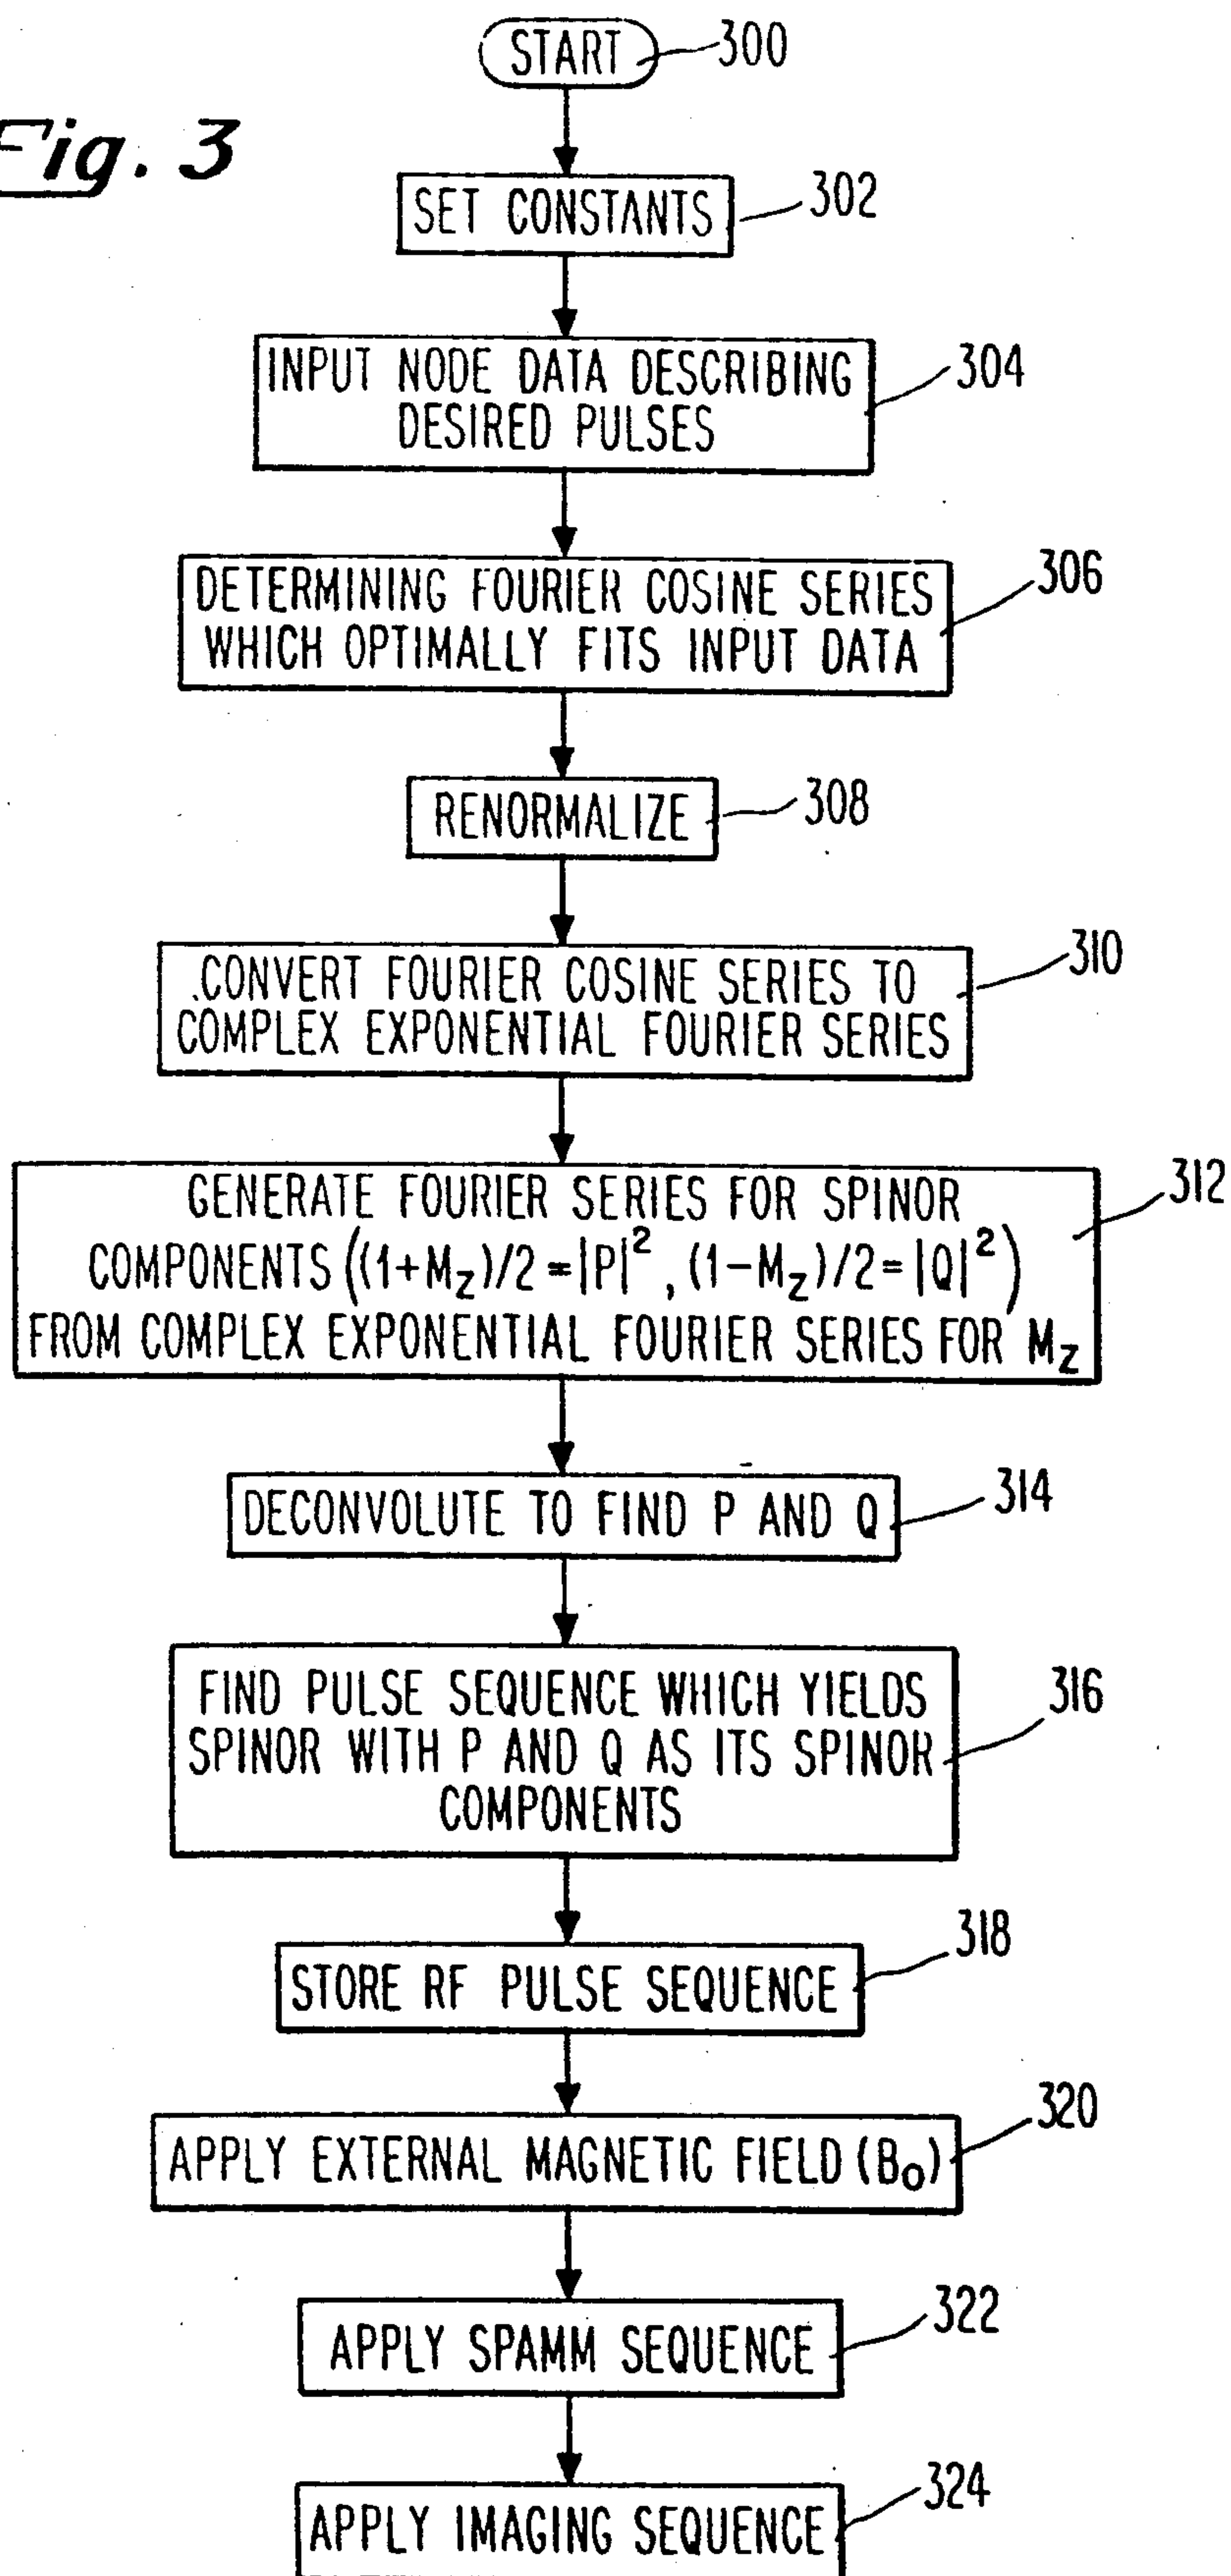 START 300
Fig. 3
SET CONSTANTS 302
INPUT NODE DATA DESCRIBING 304
DESIRED PULSES
DETERMINING FOURIER COSINE SERIES 306
WHICH OPTIMALLY FITS INPUT DATA
RENORMALIZE 308
CONVERT FOURIER COSINE SERIES TO 310
COMPLEX EXPONENTIAL FOURIER SERIES
GENERATE FOURIER SERIES FOR SPINOR 312
COMPONENTS ((1+Mz)/2=|P|², (1-Mz)/2=|Q|²)
FROM COMPLEX EXPONENTIAL FOURIER SERIES FOR Mz
DECONVOLUTE TO FIND P AND Q 314
FIND PULSE SEQUENCE WHICH YIELDS 316
SPINOR WITH P AND Q AS ITS SPINOR
COMPONENTS
STORE RF PULSE SEQUENCE 318
APPLY EXTERNAL MAGNETIC FIELD (B₀) 320
APPLY SPAMM SEQUENCE 322
APPLY IMAGING SEQUENCE 324